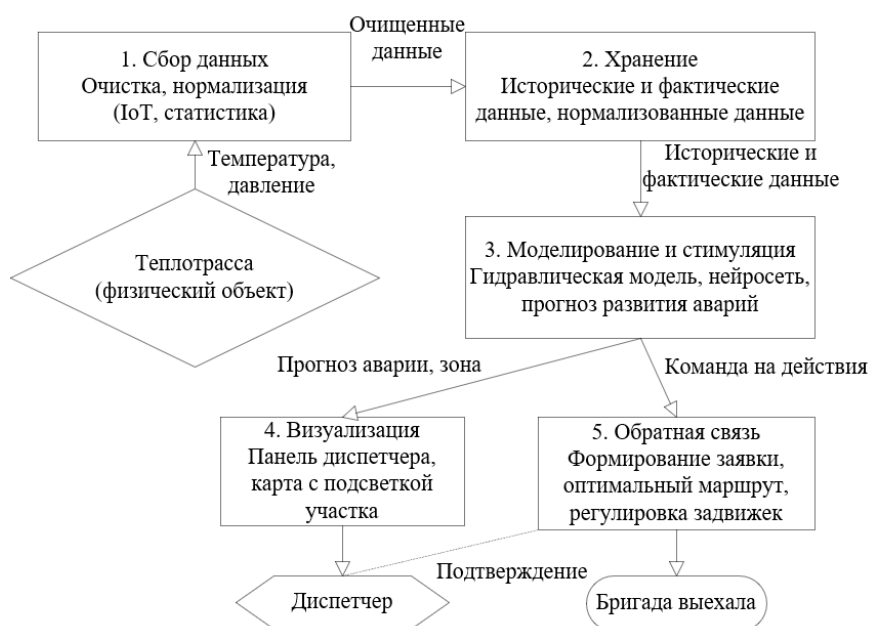 Очищенные
данные
1. Сбор данных
Очистка, нормализация
(IoT, статистика)
2. Хранение
Исторические и фактические
данные, нормализованные данные
Температура,
давление
Исторические и
фактические данные
Теплотрасса
(физический объект)
3. Моделирование и стимуляция
Гидравлическая модель, нейросеть,
прогноз развития аварий
Прогноз аварии, зона
Команда на действия
4. Визуализация
Панель диспетчера,
карта с подсветкой
участка
5. Обратная связь
Формирование заявки,
оптимальный маршрут,
регулировка задвижек
Подтверждение
Диспетчер
Бригада выехала